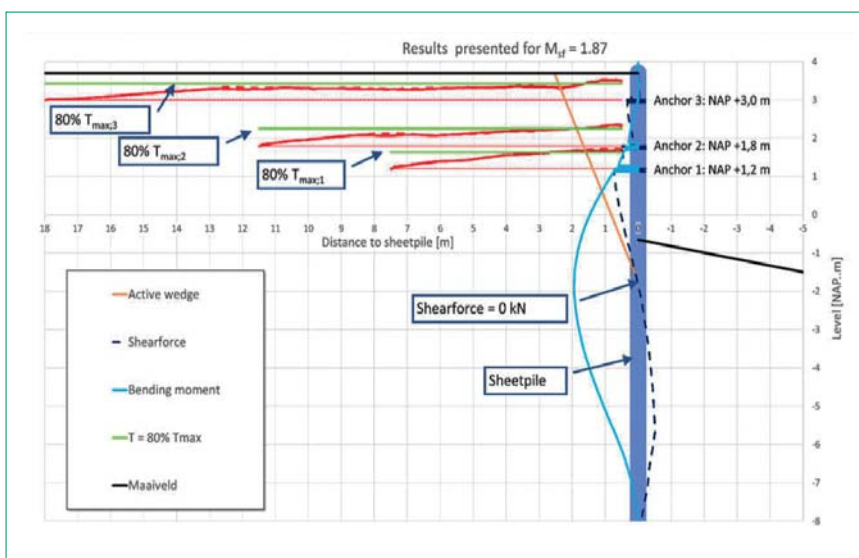 Results presented for Msf = 1.87
4
3
2
1
0
-1
-2
-3
-4
-5
-6
-7
-8
Level [NAP..m]
80% Tmax;3
80% Tmax;2
80% Tmax;1
Anchor 3: NAP +3,0 m
Anchor 2: NAP +1,8 m
Anchor 1: NAP +1,2 m
18 17 16 15 14 13 12 11 10 9 8 7 6 5 4 3 2 1 0 -1 -2 -3 -4 -5
Distance to sheetpile [m]
Active wedge
Shearforce
Bending moment
T = 80% Tmax
Maaiveld
Shearforce = 0 kN
Sheetpile